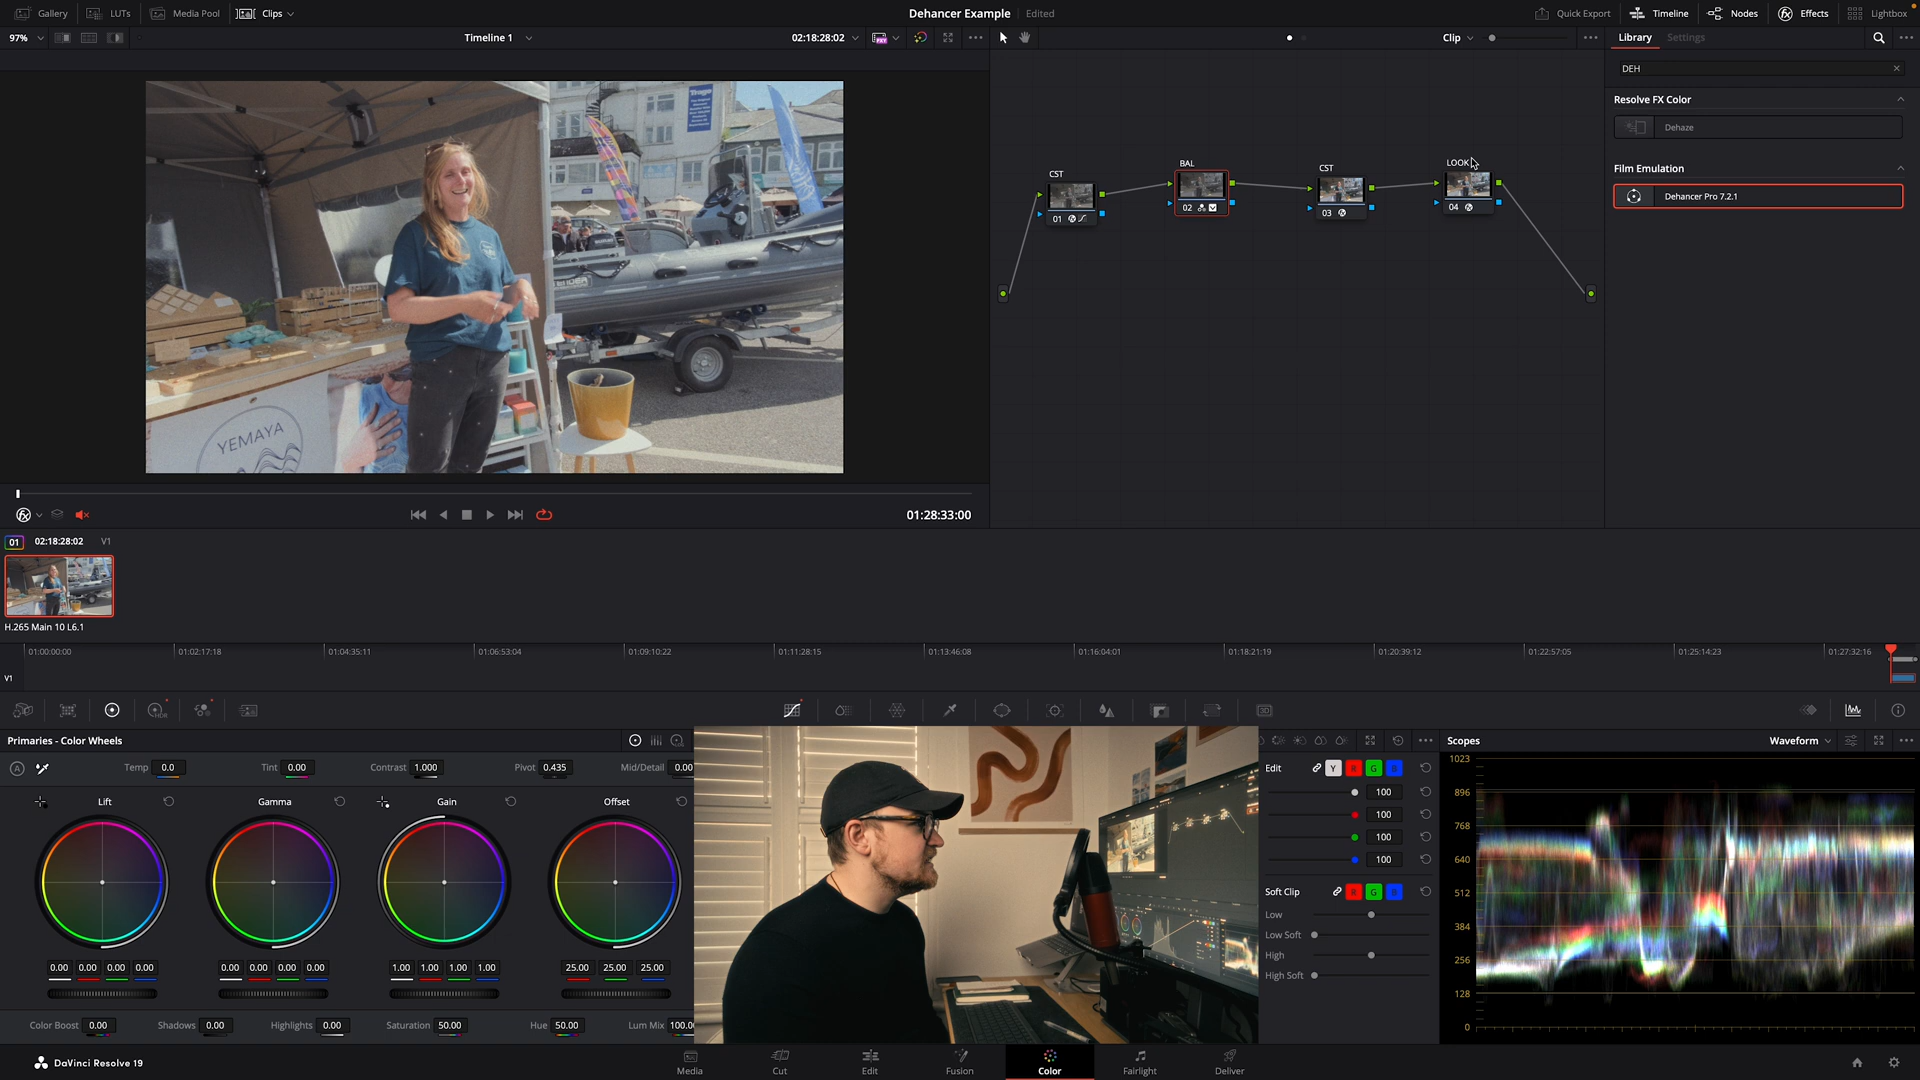 Gallery LUTs Media Pool Clips Dehancer Example Edited Quick Export Timeline Nodes Effects Lightbox
97% Timeline 1 02:18:28:02 Clip Library Settings
DEH
Resolve FX Color
Dehaze
Film Emulation
Dehancer Pro 7.2.1
CST
01
BAL
02
CST
03
LOOK
04
YEMAYA
01:28:33:00
01 02:18:28:02 V1
H.265 Main 10 L6.1
01:00:00:00 01:02:17:18 01:04:35:11 01:06:53:04 01:09:10:22 01:11:28:15 01:13:46:08 01:16:04:01 01:18:21:19 01:20:39:12 01:22:57:05 01:25:14:23 01:27:32:16
V1
HDR
3D
Primaries - Color Wheels
Temp 0.0 Tint 0.00 Contrast 1.000 Pivot 0.435 Mid/Detail 0.00
Lift Gamma Gain Offset
0.00 0.00 0.00 0.00 0.00 0.00 0.00 0.00 1.00 1.00 1.00 1.00 25.00 25.00 25.00
Color Boost 0.00 Shadows 0.00 Highlights 0.00 Saturation 50.00 Hue 50.00 Lum Mix 100.0
Edit Y R G B
100
100
100
100
Soft Clip R G B
Low
Low Soft
High
High Soft
Scopes Waveform
1023
896
768
640
512
384
256
128
0
DaVinci Resolve 19
Media Cut Edit Fusion Color Fairlight Deliver